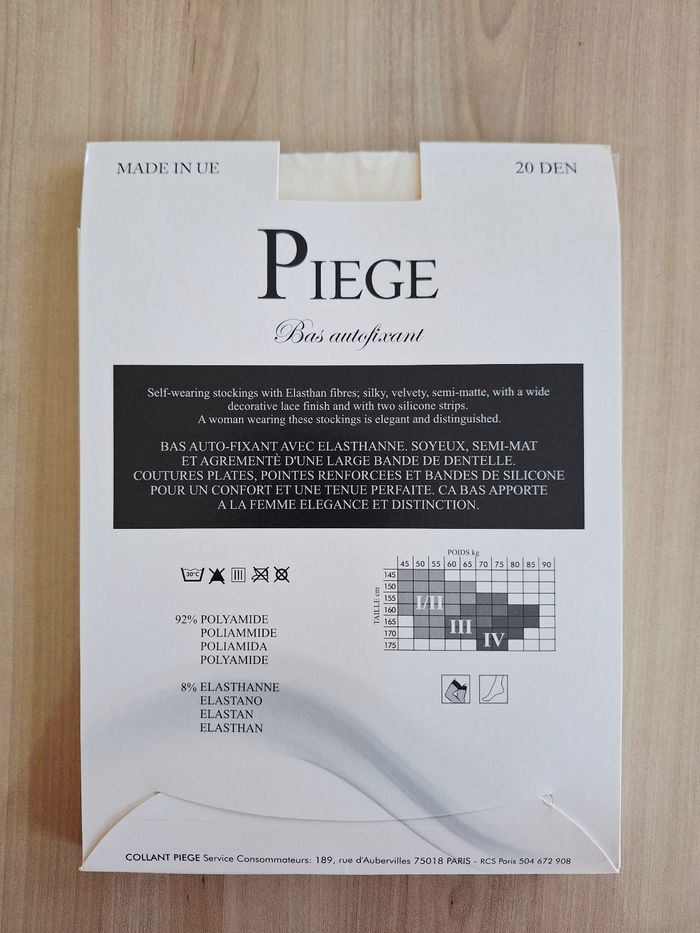 MADE IN UE
20 DEN
PIEGE
Bas autofixant
Self-wearing stockings with Elasthan fibres; silky, velvety, semi-matte, with a wide
decorative lace finish and with two silicone strips.
A woman wearing these stockings is elegant and distinguished.
BAS AUTO-FIXANT AVEC ELASTHANNE. SOYEUX, SEMI-MAT
ET AGREMENTÈ D'UNE LARGE BANDE DE DENTELLE.
COUTURES PLATES, POINTES RENFORCEES ET BANDES DE SILICONE
POUR UN CONFORT ET UNE TENUE PERFAITE. CA BAS APPORTE
A LA FEMME ELEGANCE ET DISTINCTION.
30°C
92% POLYAMIDE
POLIAMMIDE
POLIAMIDA
POLYAMIDE
8% ELASTHANNE
ELASTANO
ELASTAN
ELASTHAN
POIDS kg
45 50 55 60 65 70 75 80 85 90
TAILLE cm
145
150
155
160
165
170
175
I/II
III
IV
COLLANT PIEGE Service Consommateurs: 189, rue d'Aubervilles 75018 PARIS - RCS Paris 504 672 908